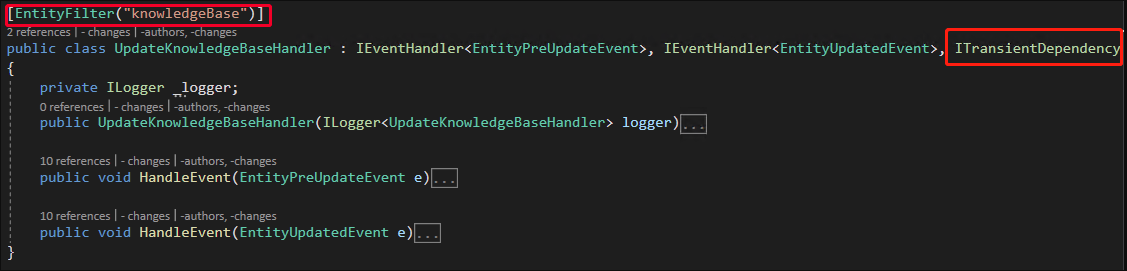 [EntityFilter("knowledgeBase")]
2 references | - changes | -authors, -changes
public class UpdateKnowledgeBaseHandler : IEventHandler<EntityPreUpdateEvent>, IEventHandler<EntityUpdatedEvent>, ITransientDependency
{
private ILogger _logger;
0 references | - changes | -authors, -changes
public UpdateKnowledgeBaseHandler(ILogger<UpdateKnowledgeBaseHandler> logger)...
10 references | - changes | -authors, -changes
public void HandleEvent(EntityPreUpdateEvent e)...
10 references | - changes | -authors, -changes
public void HandleEvent(EntityUpdatedEvent e)...
}